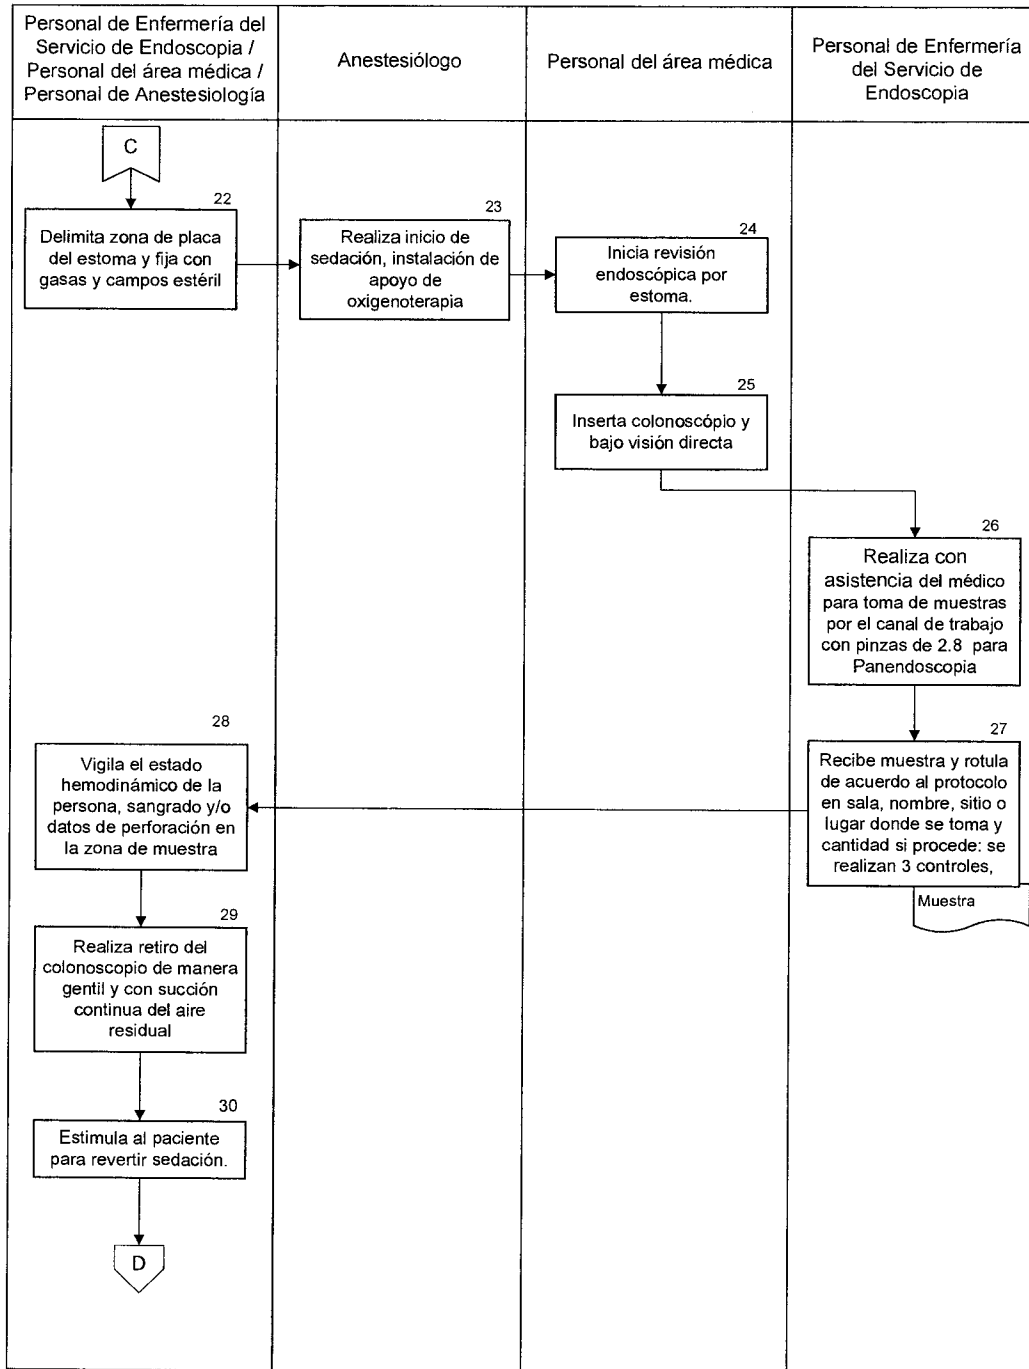 Personal de Enfermería del
Servicio de Endoscopia /
Personal del área médica /
Personal de Anestesiología
Anestesiólogo
Personal del área médica
Personal de Enfermería
del Servicio de
Endoscopia
C
22
Delimita zona de placa
del estoma y fija con
gasas y campos estéril
23
Realiza inicio de
sedación, instalación de
apoyo de
oxigenoterapia
24
Inicia revisión
endoscópica por
estoma.
25
Inserta colonoscópio y
bajo visión directa
26
Realiza con
asistencia del médico
para toma de muestras
por el canal de trabajo
con pinzas de 2.8 para
Panendoscopia
27
Recibe muestra y rotula
de acuerdo al protocolo
en sala, nombre, sitio o
lugar donde se toma y
cantidad si procede: se
realizan 3 controles,
Muestra
28
Vigila el estado
hemodinámico de la
persona, sangrado y/o
datos de perforación en
la zona de muestra
29
Realiza retiro del
colonoscopio de manera
gentil y con succión
continua del aire
residual
30
Estimula al paciente
para revertir sedación.
D